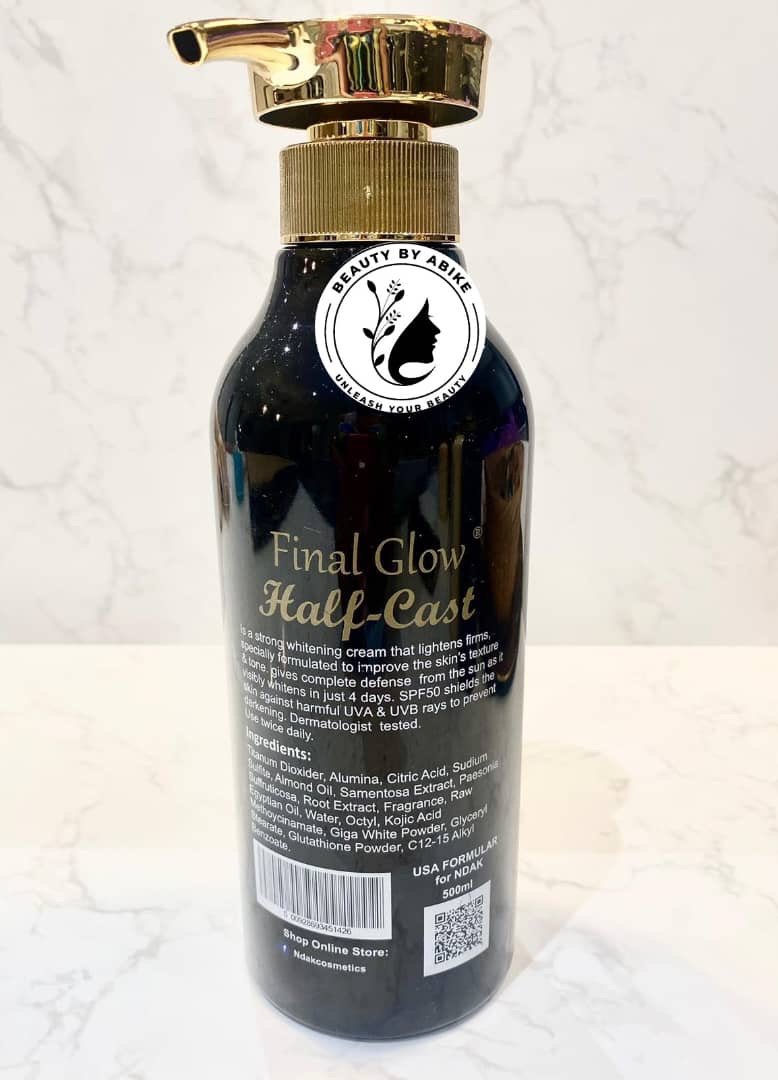 BEAUTY BY ABIKE
UNLEASH YOUR BEAUTY
Final Glow ®
Half-Cast
Is a strong whitening cream that lightens firms,
specially formulated to improve the skin's texture
& tone. gives complete defense from the sun as it
visibly whitens in just 4 days. SPF50 shields the
skin against harmful UVA & UVB rays to prevent
darkening. Dermatologist tested.
Use twice daily.
Ingredients:
Titanum Dioxider, Alumina, Citric Acid, Sudium
Sulfite, Almond Oil, Samentosa Extract, Paesonia
Suffruticosa, Root Extract, Fragrance, Raw
Egyptian Oil, Water, Octyl, Kojic Acid
Methoycinamate, Giga White Powder, Glyceryl
Stearate, Glutathione Powder, C12-15 Alkyl
Benzoate.
USA FORMULAR
for NDAK
500ml
5 00928693451426
Shop Online Store:
f Ndakcosmetics